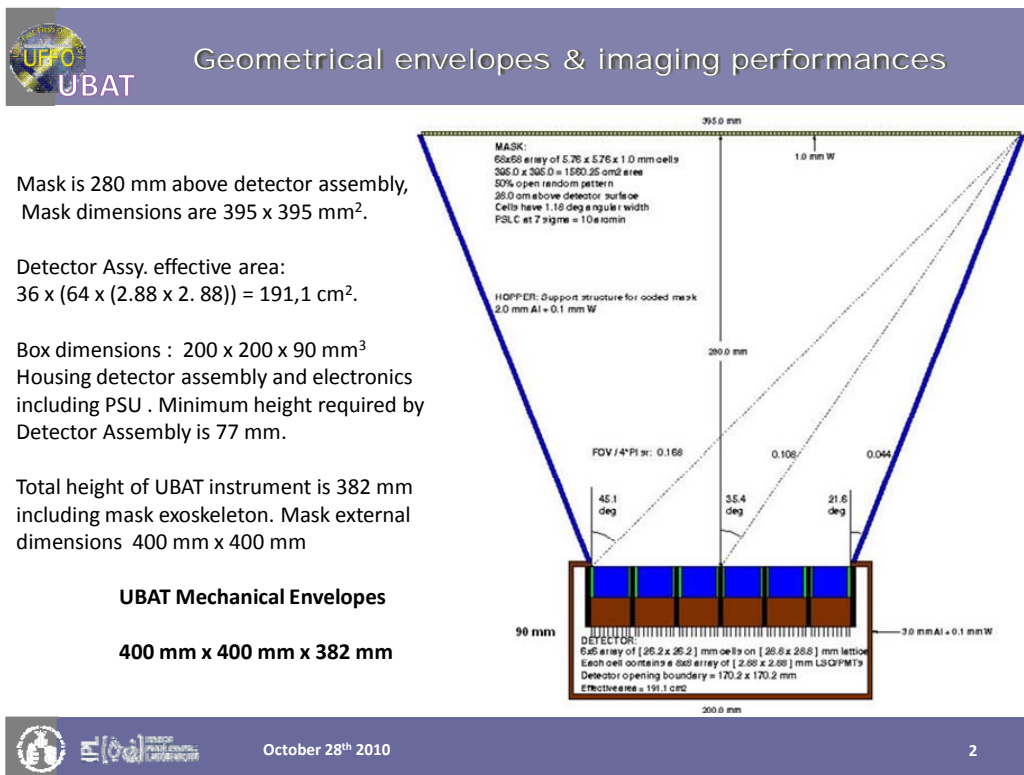 UFFO
UBAT
Geometrical envelopes & imaging performances
Mask is 280 mm above detector assembly,
Mask dimensions are 395 x 395 mm².
Detector Assy. effective area:
36 x (64 x (2.88 x 2. 88)) = 191,1 cm².
Box dimensions : 200 x 200 x 90 mm³
Housing detector assembly and electronics
including PSU . Minimum height required by
Detector Assembly is 77 mm.
Total height of UBAT instrument is 382 mm
including mask exoskeleton. Mask external
dimensions 400 mm x 400 mm
UBAT Mechanical Envelopes
400 mm x 400 mm x 382 mm
395.0 mm
1.0 mm W
MASK:
68x68 array of 5.76 x 5.76 x 1.0 mm cells
395.0 x 395.0 = 1560.25 cm2 area
50% open random pattern
28.0 cm above detector surface
Cells have 1.18 deg angular width
PSLC at 7 sigma = 10 arcmin
HOPPER: Support structure for coded mask
2.0 mm Al + 0.1 mm W
280.0 mm
FOV / 4*PI sr: 0.168
0.108
0.044
45.1
deg
35.4
deg
21.6
deg
90 mm
3.0 mm Al + 0.1 mm W
DETECTOR:
6x6 array of [ 26.2 x 26.2 ] mm cells on [ 28.8 x 28.8 ] mm lattice
Each cell contains a 8x8 array of [ 2.88 x 2.88 ] mm LSO/PMTs
Detector opening boundary = 170.2 x 170.2 mm
Effective area = 191.1 cm2
200.0 mm
October 28th 2010
2